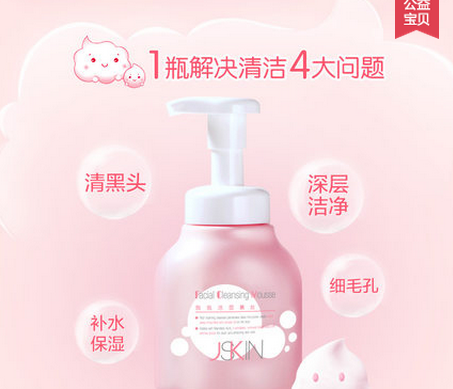 公益
宝贝
1瓶解决清洁4大问题
清黑头
深层
洁净
细毛孔
补水
保湿
Facial Cleansing Mousse
JSKIN